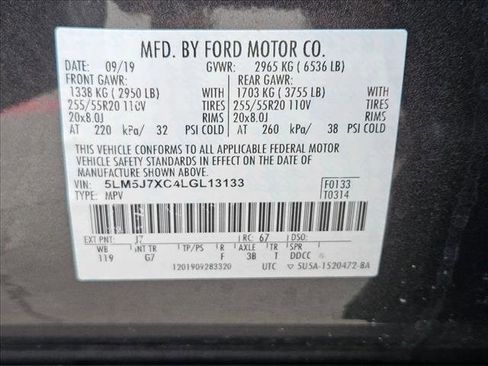 MFD. BY FORD MOTOR CO.
DATE: 09/19 GVWR: 2965 KG ( 6536 LB)
FRONT GAWR: REAR GAWR:
1338 KG ( 2950 LB) WITH 1703 KG ( 3755 LB) WITH
255/55R20 110V TIRES 255/55R20 110V TIRES
20x8.0J RIMS 20x8.0J RIMS
AT 220 kPa/ 32 PSI COLD AT 260 kPa/ 38 PSI COLD
THIS VEHICLE CONFORMS TO ALL APPLICABLE FEDERAL MOTOR
VEHICLE SAFETY AND BUMPER STANDARDS IN EFFECT ON THE DATE OF
MANUFACTURE SHOWN ABOVE.
VIN: 5LM5J7XC4LGL13133 F0133
TYPE: MPV T0314
EXT PNT: J7 RC: 67 DSO:
WB INT TR TP/PS R AXLE TR SPR
119 G7 F 3B T DDCC
1201909283320 UTC 5U5A-1520472-BA